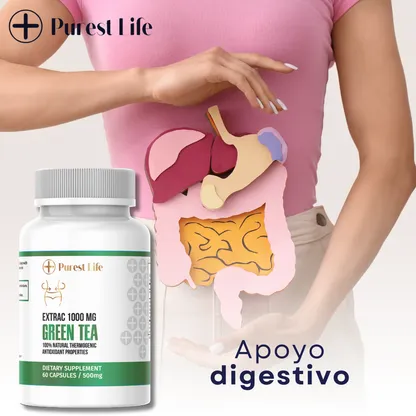 Purest Life
Purest Life
EXTRAC 1000 MG
GREEN TEA
100% NATURAL THERMOGENIC
ANTIOXIDANT PROPERTIES
DIETARY SUPPLEMENT
60 CAPSULES / 500mg
Apoyo
digestivo